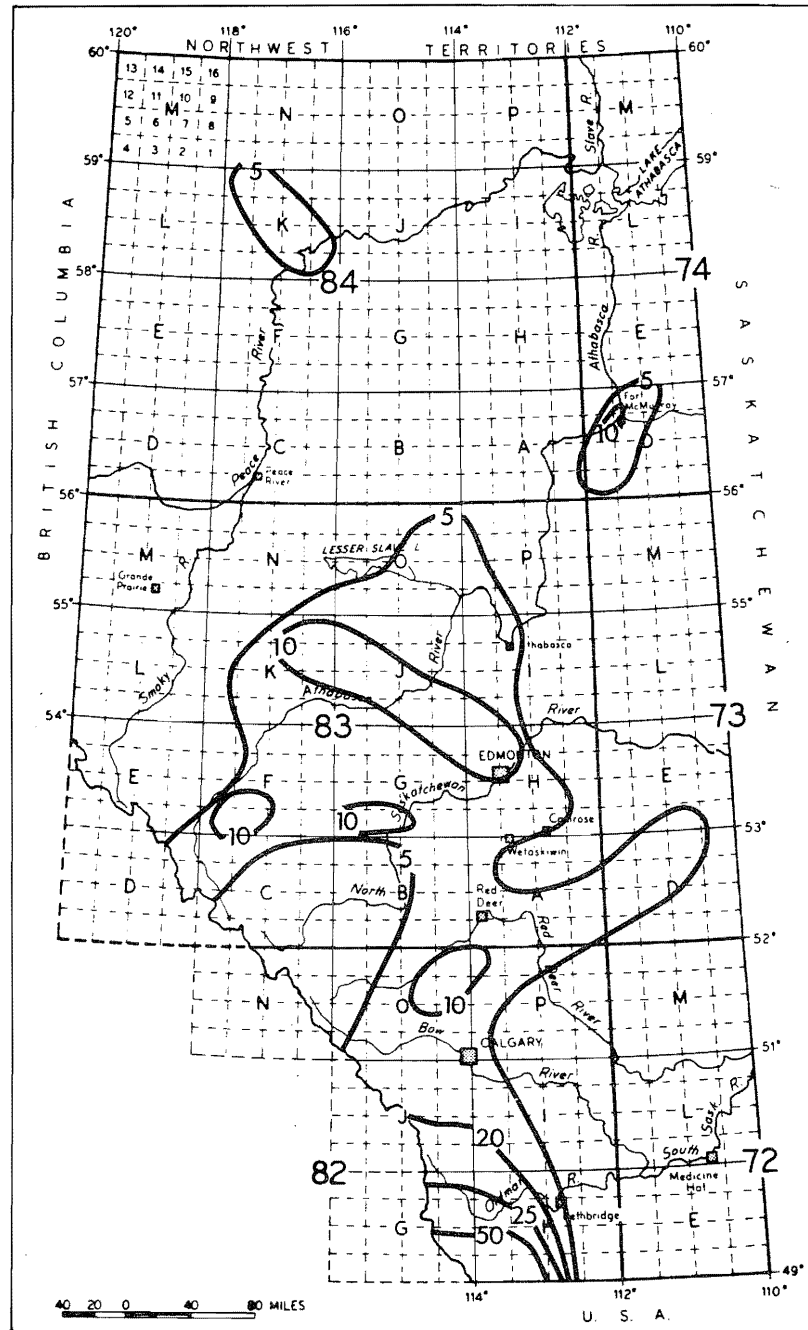 120° 118° 116° 114° 112° 110°
NORTHWEST TERRITORIES
60° 60°
13 14 15 16
12 11 10 9
M N O P M
5 6 7 8
4 3 2 1
Slave R.
59° 59°
LAKE ATHABASCA
5
L K J I L
R.
58° 84 74
BRITISH COLUMBIA
SASKATCHEWAN
E F G H E
River
Athabasca
57° 57°
5
Fort McMurray
10
D C B A D
Peace
Peace River
56° 56°
5
LESSER SLAVE L
M N O P M
R.
Grande Prairie
55° 55°
River
Athabasca
10
L K J L
Smoky
Athabasca
54° 83 River 73 54°
EDMONTON
E F G H E
Saskatchewan
10 10
Camrose
Wetaskiwin
53°
5
D C B A D
North
Red Deer
Red Deer River
52°
N O P M
10
Bow
CALGARY
River
51°
J I L
20
South Sask R.
82 72
50°
Medicine Hat
Oldman R.
Lethbridge
25
G H E
50
49°
114° 112° 110°
40 20 0 40 80 MILES
U. S. A.